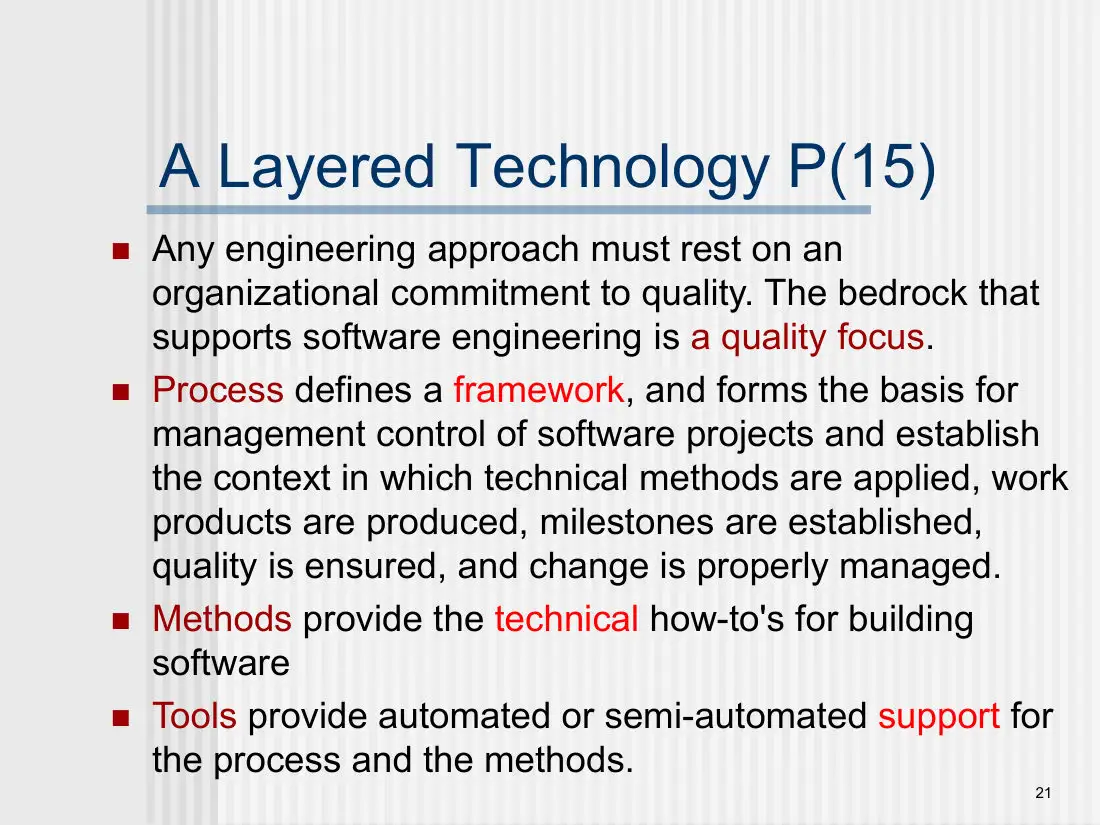 A Layered Technology P(15)
Any engineering approach must rest on an
organizational commitment to quality. The bedrock that
supports software engineering is a quality focus.
Process defines a framework, and forms the basis for
management control of software projects and establish
the context in which technical methods are applied, work
products are produced, milestones are established,
quality is ensured, and change is properly managed.
Methods provide the technical how-to's for building
software
Tools provide automated or semi-automated support for
the process and the methods.
21